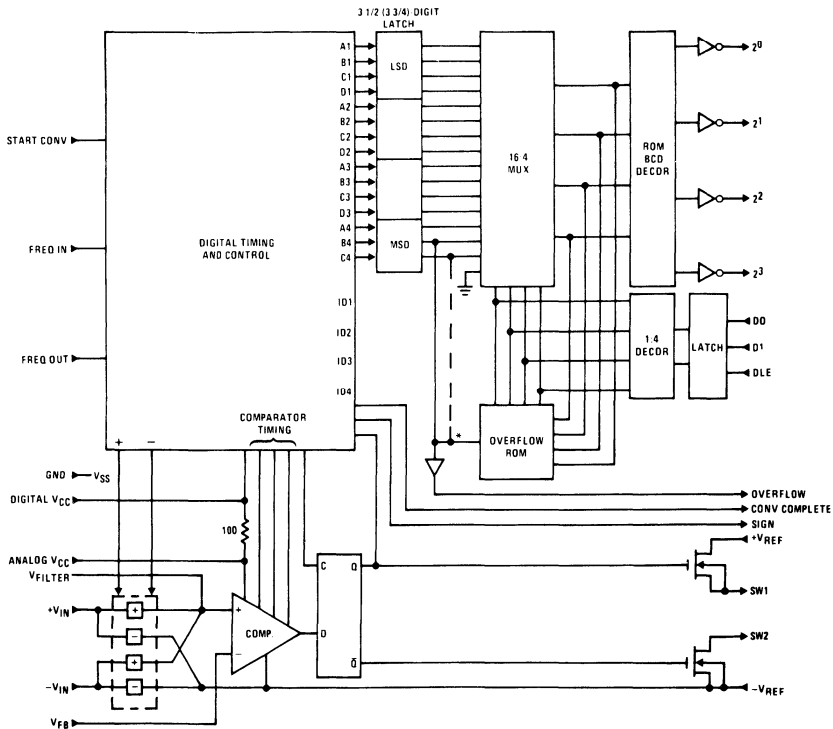 3 1/2 (3 3/4)-DIGIT
LATCH
A1
B1
C1
D1
A2
B2
C2
D2
A3
B3
C3
D3
A4
B4
C4
LSD
MSD
16:4
MUX
ROM
BCD
DECOR
2⁰
2¹
2²
2³
START CONV
FREQ IN
FREQ OUT
DIGITAL TIMING
AND CONTROL
ID1
ID2
ID3
ID4
1:4
DECOR
LATCH
D0
D1
DLE
COMPARATOR
TIMING
+ −
*
OVERFLOW
ROM
GND
VSS
DIGITAL VCC
100
ANALOG VCC
VFILTER
+VIN
−VIN
VFB
+
−
+
−
+
−
COMP.
C
D
Q
Q̅
OVERFLOW
CONV COMPLETE
SIGN
+VREF
SW1
SW2
−VREF